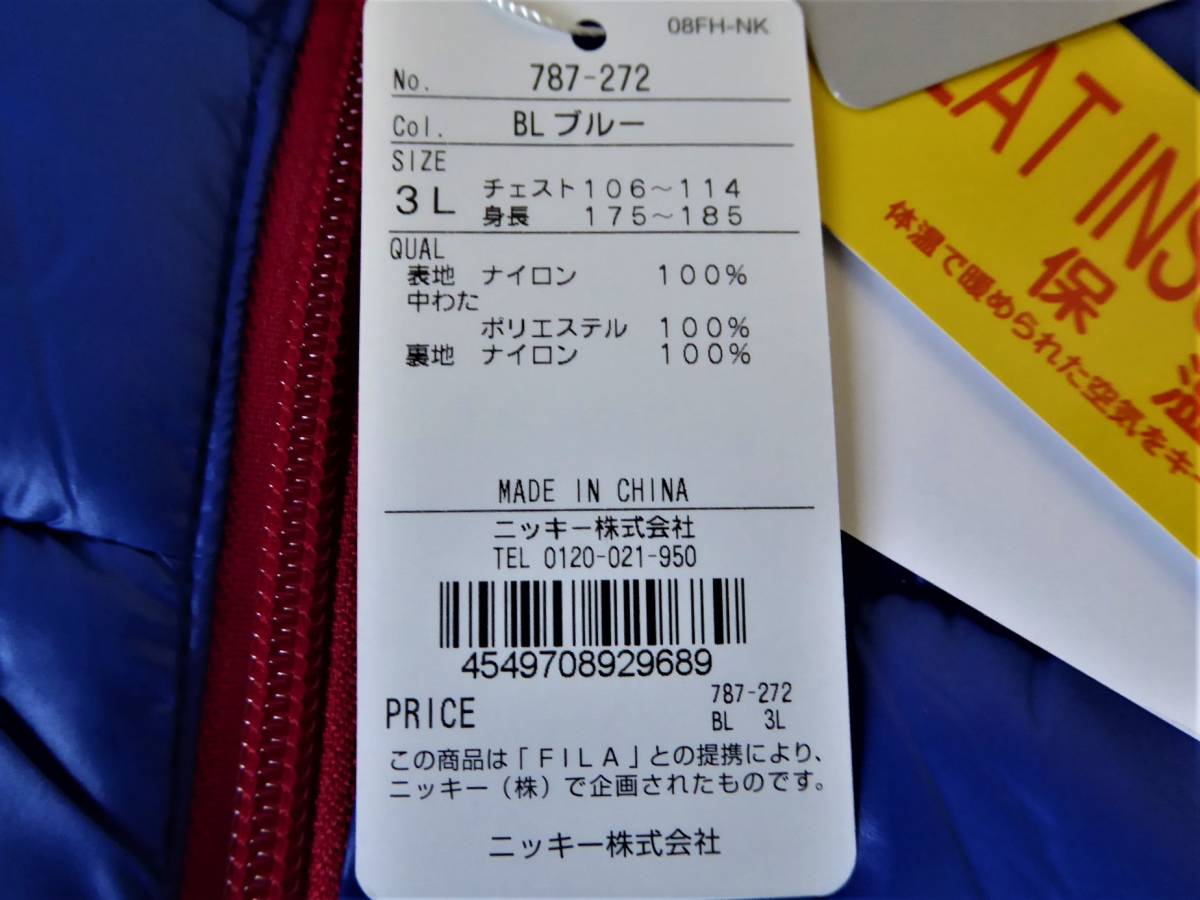 08FH-NK
No. 787-272
Col. BL ブルー
SIZE
3L チェスト 106～114
身長 175～185
QUAL
表地 ナイロン 100%
中わた
ポリエステル 100%
裏地 ナイロン 100%
MADE IN CHINA
ニッキー株式会社
TEL 0120-021-950
4549708929689
787-272
PRICE BL 3L
この商品は「FILA」との提携により、
ニッキー（株）で企画されたものです。
ニッキー株式会社
EAT INS
保温
体温で暖められた空気をキー